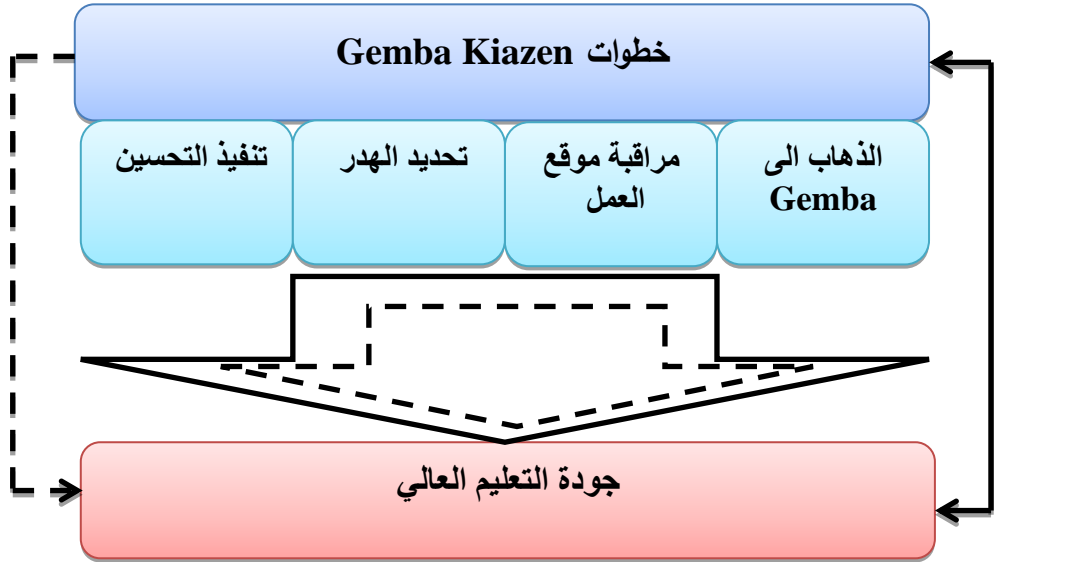 خطوات Gemba Kiazen
الذهاب الى
Gemba
مراقبة موقع
العمل
تحديد الهدر
تنفيذ التحسين
جودة التعليم العالي